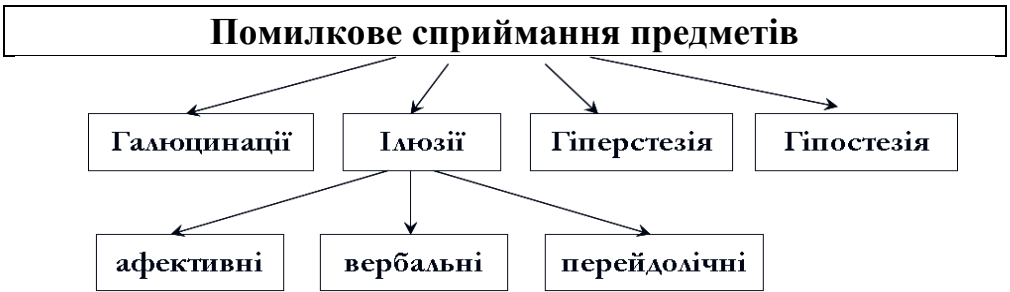 Помилкове сприймання предметів
Галюцинації
Ілюзії
Гіперстезія
Гіпостезія
афективні
вербальні
перейдолічні